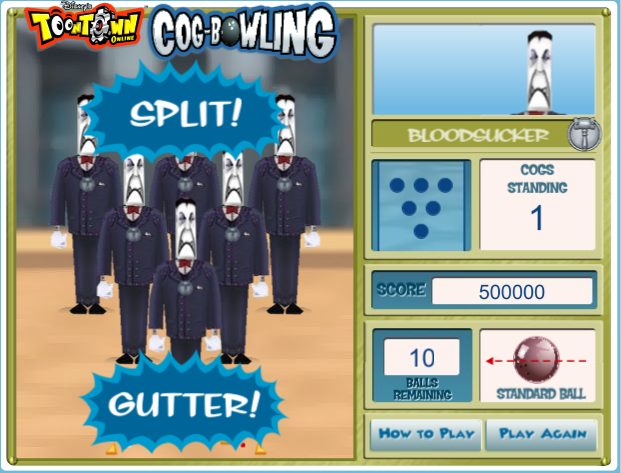 Disney's
TOONTOWN
ONLINE
COG-BOWLING
SPLIT!
GUTTER!
BLOODSUCKER
COGS
STANDING
1
SCORE
500000
10
BALLS
REMAINING
STANDARD BALL
HOW TO PLAY
PLAY AGAIN